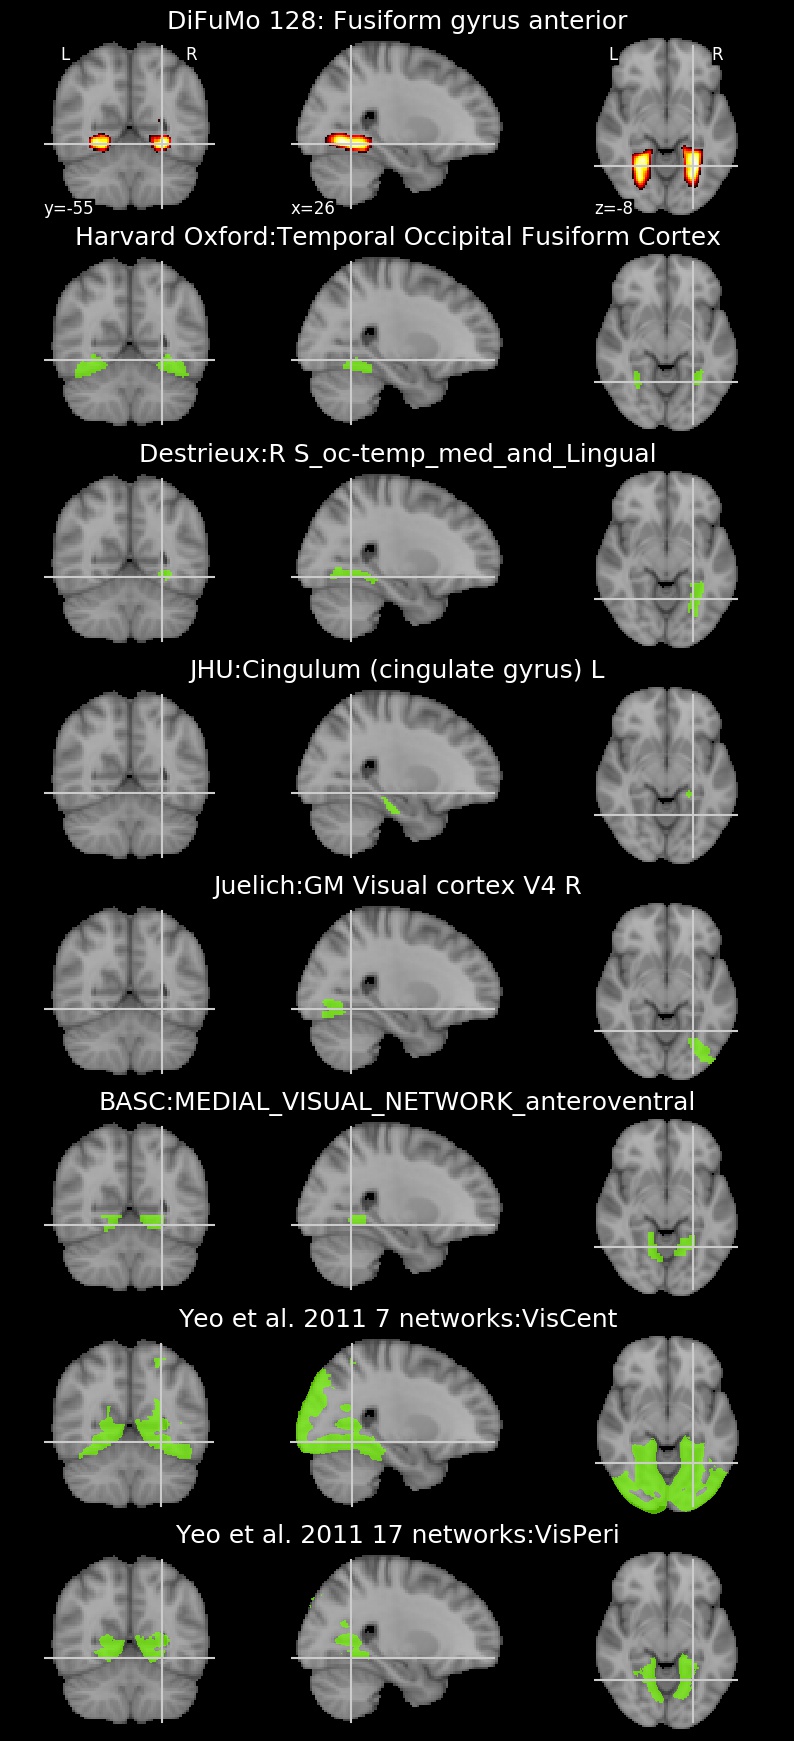 DiFuMo 128: Fusiform gyrus anterior
L R L R
y=-55 x=26 z=-8
Harvard Oxford:Temporal Occipital Fusiform Cortex
Destrieux:R S_oc-temp_med_and_Lingual
JHU:Cingulum (cingulate gyrus) L
Juelich:GM Visual cortex V4 R
BASC:MEDIAL_VISUAL_NETWORK_anteroventral
Yeo et al. 2011 7 networks:VisCent
Yeo et al. 2011 17 networks:VisPeri